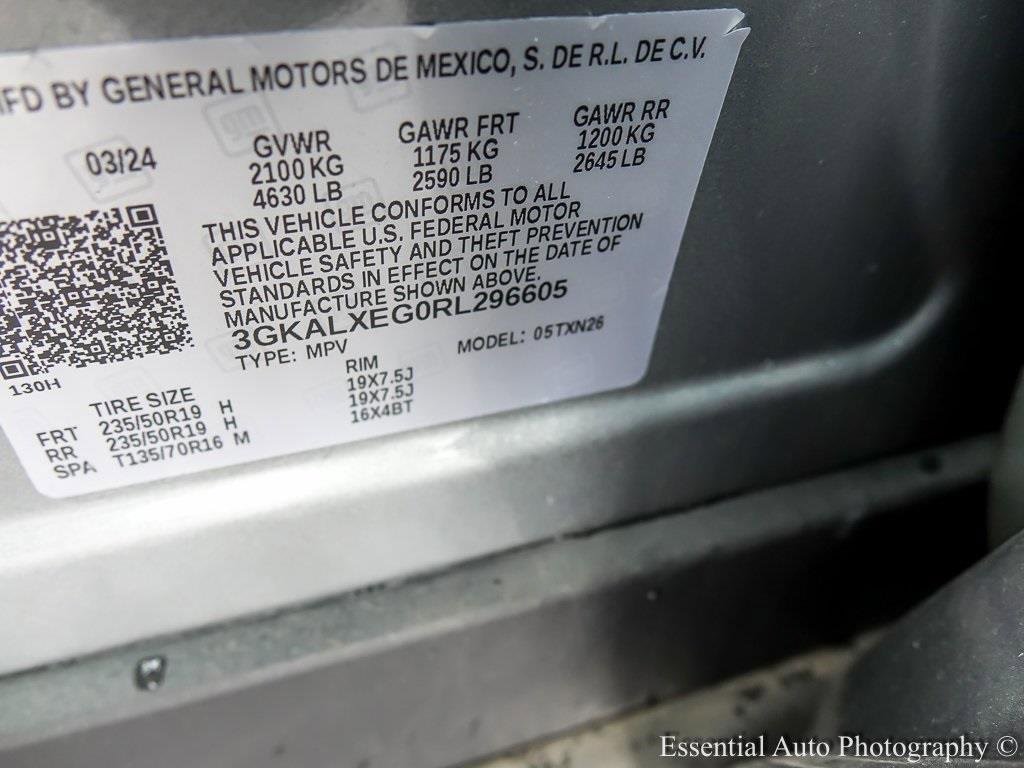 MFD BY GENERAL MOTORS DE MEXICO, S. DE R.L. DE C.V.
03/24
GVWR
2100 KG
4630 LB
GAWR FRT
1175 KG
2590 LB
GAWR RR
1200 KG
2645 LB
THIS VEHICLE CONFORMS TO ALL
APPLICABLE U.S. FEDERAL MOTOR
VEHICLE SAFETY AND THEFT PREVENTION
STANDARDS IN EFFECT ON THE DATE OF
MANUFACTURE SHOWN ABOVE.
3GKALXEG0RL296605
TYPE: MPV MODEL: 05TXN26
130H
TIRE SIZE RIM
FRT 235/50R19 H 19X7.5J
RR 235/50R19 H 19X7.5J
SPA T135/70R16 M 16X4BT
Essential Auto Photography ©